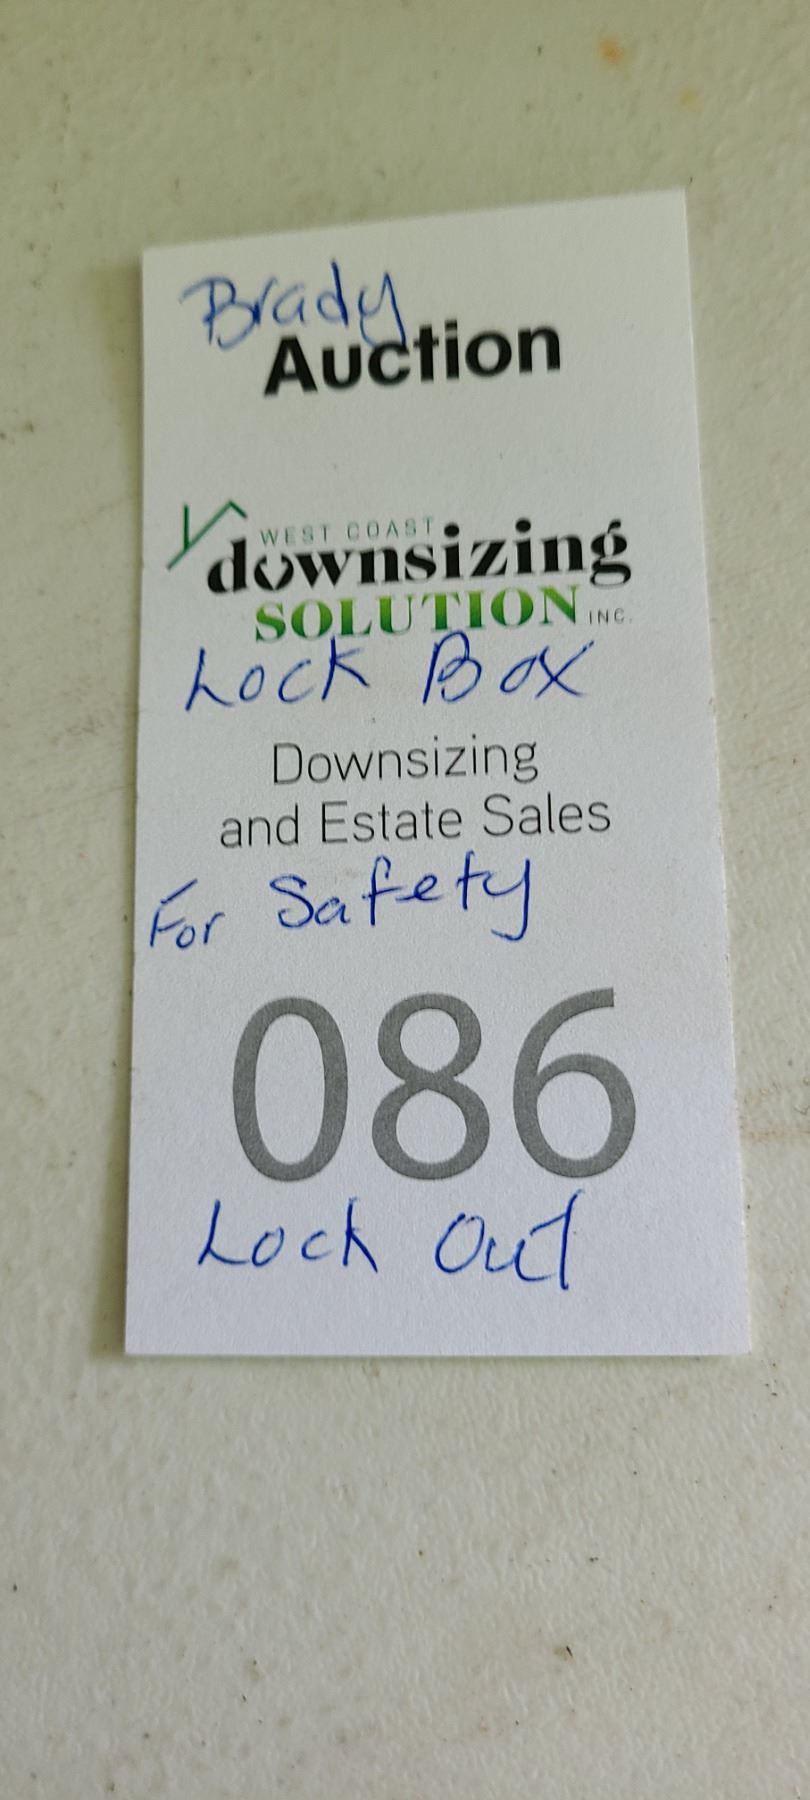 Brady
Auction
WEST COAST
downsizing
SOLUTION INC.
Lock Box
Downsizing
and Estate Sales
For Safety
086
Lock Out